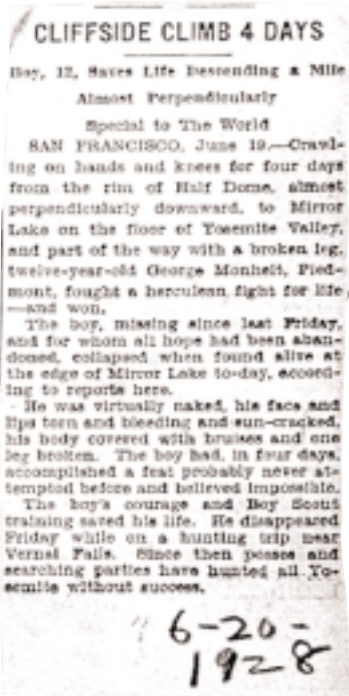 CLIFFSIDE CLIMB 4 DAYS
Boy, 12, Saves Life Descending a Mile
Almost Perpendicularly
Special to The World
SAN FRANCISCO, June 19.—Crawl-
ing on hands and knees for four days
from the rim of Half Dome, almost
perpendicularly downward, to Mirror
Lake on the floor of Yosemite Valley,
and part of the way with a broken leg,
twelve-year-old George Monheit, Pied-
mont, fought a herculean fight for life
—and won.
The boy, missing since last Friday,
and for whom all hope had been aban-
doned, collapsed when found alive at
the edge of Mirror Lake to-day, accord-
ing to reports here.
He was virtually naked, his face and
lips torn and bleeding and sun-cracked,
his body covered with bruises and one
leg broken. The boy had, in four days,
accomplished a feat probably never at-
tempted before and believed impossible.
The boy's courage and Boy Scout
training saved his life. He disappeared
Friday while on a hunting trip near
Vernal Falls. Since then posses and
searching parties have hunted all Yo-
semite without success.
6-20-
1928